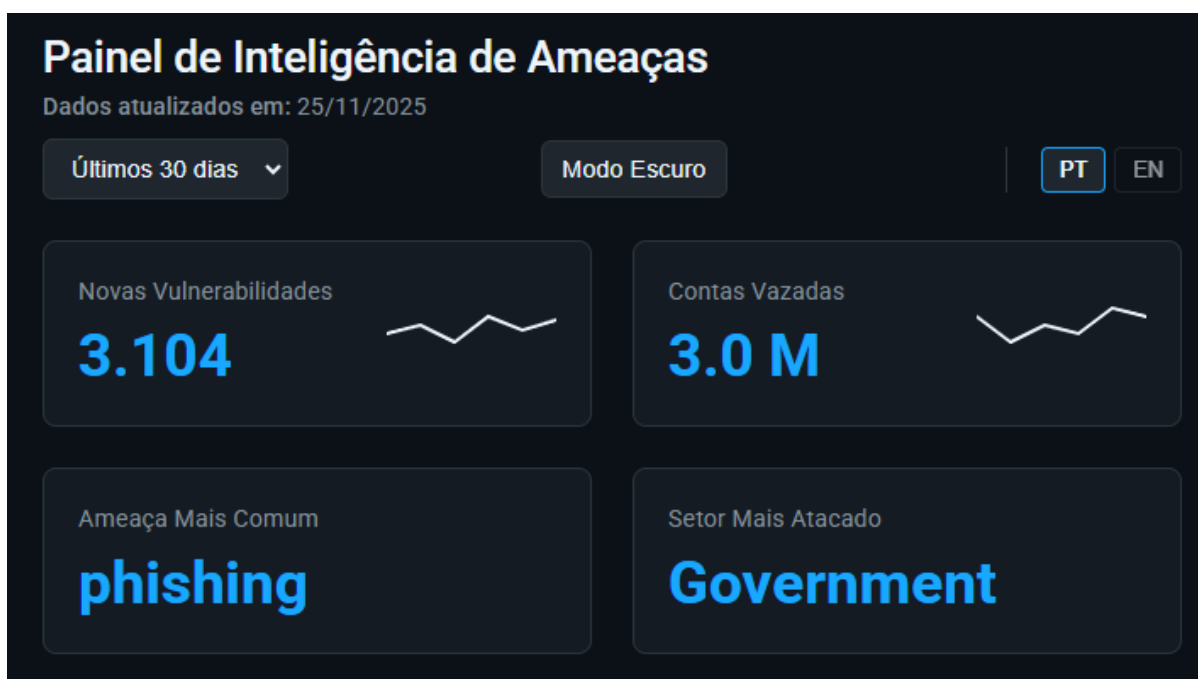 Painel de Inteligência de Ameaças
Dados atualizados em: 25/11/2025
Últimos 30 dias
Modo Escuro
PT
EN
Novas Vulnerabilidades
3.104
Contas Vazadas
3.0 M
Ameaça Mais Comum
phishing
Setor Mais Atacado
Government